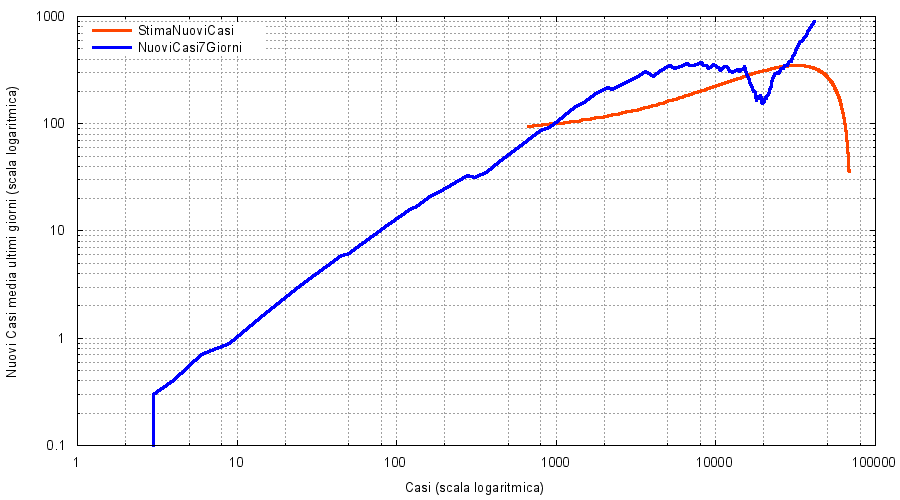 1000
StimaNuoviCasi
NuoviCasi7Giorni
100
10
1
0.1
Nuovi Casi media ultimi giorni (scala logaritmica)
1 10 100 1000 10000 100000
Casi (scala logaritmica)